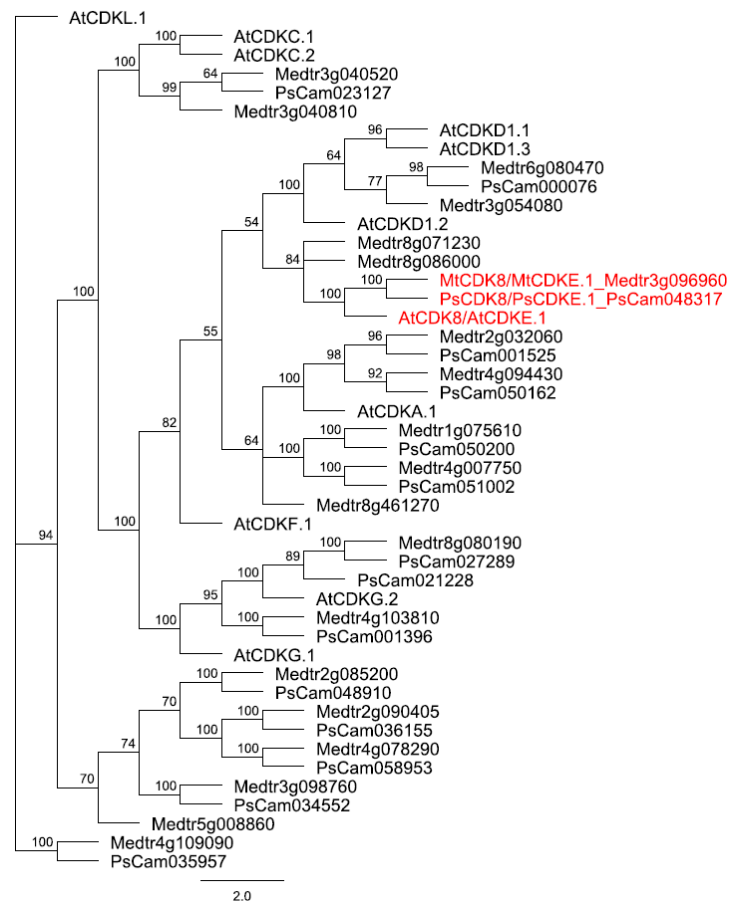 AtCDKL.1
100
AtCDKC.1
AtCDKC.2
100
64
Medtr3g040520
PsCam023127
99
Medtr3g040810
96
AtCDKD1.1
AtCDKD1.3
64
98
Medtr6g080470
PsCam000076
77
Medtr3g054080
100
AtCDKD1.2
54
Medtr8g071230
84
Medtr8g086000
100
MtCDK8/MtCDKE.1_Medtr3g096960
PsCDK8/PsCDKE.1_PsCam048317
100
AtCDK8/AtCDKE.1
100
55
96
Medtr2g032060
PsCam001525
98
92
Medtr4g094430
PsCam050162
100
AtCDKA.1
82
64
100
Medtr1g075610
PsCam050200
100
100
Medtr4g007750
PsCam051002
Medtr8g461270
100
AtCDKF.1
94
100
Medtr8g080190
PsCam027289
89
PsCam021228
100
AtCDKG.2
95
100
Medtr4g103810
PsCam001396
100
AtCDKG.1
100
Medtr2g085200
PsCam048910
70
100
Medtr2g090405
PsCam036155
100
74
100
Medtr4g078290
PsCam058953
70
100
Medtr3g098760
PsCam034552
Medtr5g008860
100
Medtr4g109090
PsCam035957
2.0